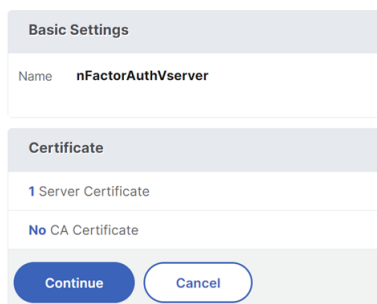 Basic Settings
Name nFactorAuthVserver
Certificate
1 Server Certificate
No CA Certificate
Continue Cancel